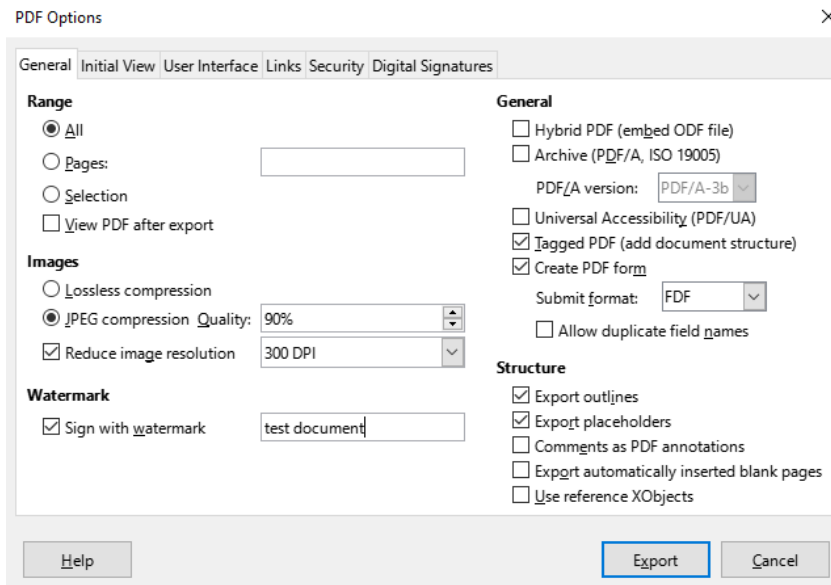 PDF Options
General Initial View User Interface Links Security Digital Signatures
Range
All
Pages:
Selection
View PDF after export
Images
Lossless compression
JPEG compression Quality: 90%
Reduce image resolution 300 DPI
Watermark
Sign with watermark test document
General
Hybrid PDF (embed ODF file)
Archive (PDF/A, ISO 19005)
PDF/A version: PDF/A-3b
Universal Accessibility (PDF/UA)
Tagged PDF (add document structure)
Create PDF form
Submit format: FDF
Allow duplicate field names
Structure
Export outlines
Export placeholders
Comments as PDF annotations
Export automatically inserted blank pages
Use reference XObjects
Help Export Cancel